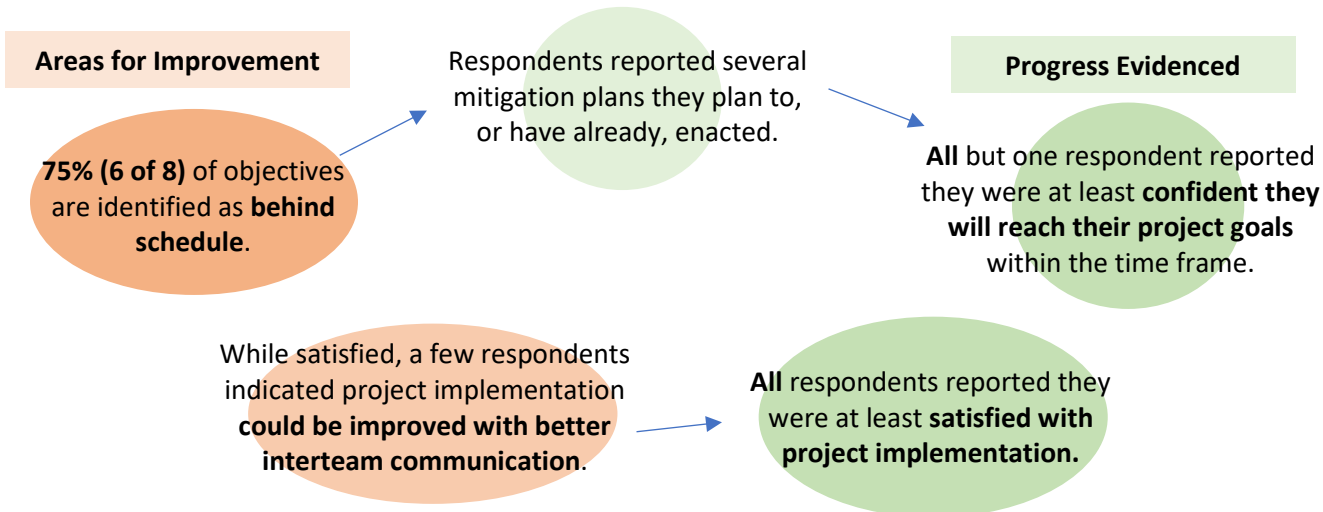 Areas for Improvement
75% (6 of 8) of objectives
are identified as behind
schedule.
Respondents reported several
mitigation plans they plan to,
or have already, enacted.
Progress Evidenced
All but one respondent reported
they were at least confident they
will reach their project goals
within the time frame.
While satisfied, a few respondents
indicated project implementation
could be improved with better
interteam communication.
All respondents reported they
were at least satisfied with
project implementation.